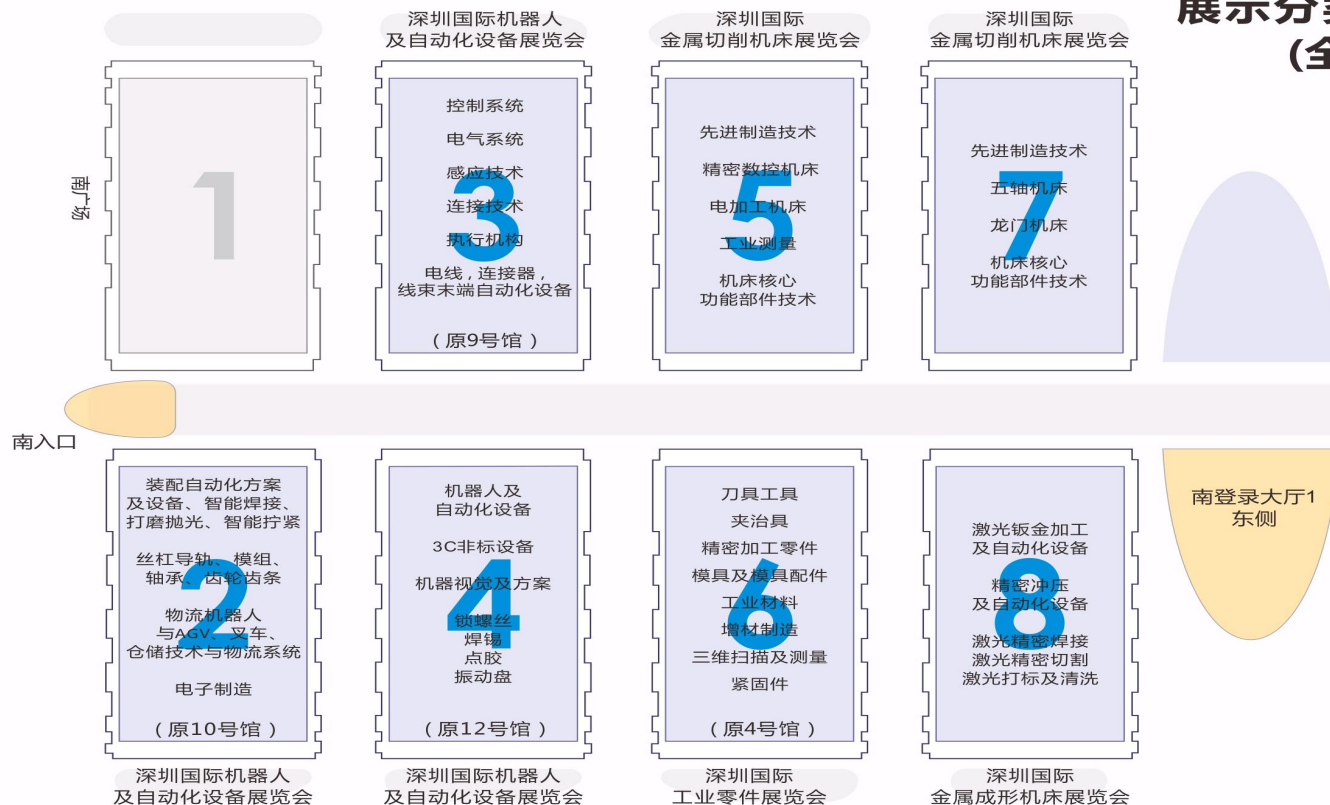 展示分类
(全
深圳国际机器人
及自动化设备展览会
深圳国际
金属切削机床展览会
深圳国际
金属切削机床展览会
南广场
1
3
控制系统
电气系统
感应技术
连接技术
执行机构
电线，连接器，
线束末端自动化设备
（原9号馆）
5
先进制造技术
精密数控机床
电加工机床
工业测量
机床核心
功能部件技术
7
先进制造技术
五轴机床
龙门机床
机床核心
功能部件技术
南入口
2
装配自动化方案
及设备、智能焊接、
打磨抛光、智能拧紧
丝杠导轨、模组、
轴承、齿轮齿条
物流机器人
与AGV、叉车、
仓储技术与物流系统
电子制造
（原10号馆）
4
机器人及
自动化设备
3C非标设备
机器视觉及方案
锁螺丝
焊锡
点胶
振动盘
（原12号馆）
6
刀具工具
夹治具
精密加工零件
模具及模具配件
工业材料
增材制造
三维扫描及测量
紧固件
（原4号馆）
8
激光钣金加工
及自动化设备
精密冲压
及自动化设备
激光精密焊接
激光精密切割
激光打标及清洗
南登录大厅1
东侧
深圳国际机器人
及自动化设备展览会
深圳国际机器人
及自动化设备展览会
深圳国际
工业零件展览会
深圳国际
金属成形机床展览会